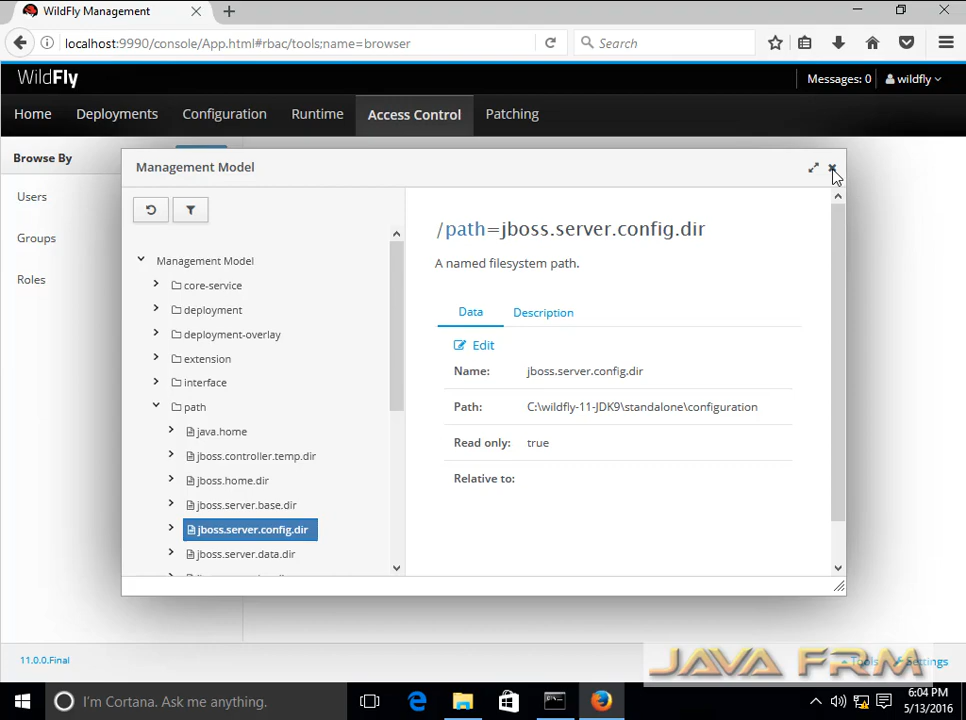 WildFly Management
localhost:9990/console/App.html#rbac/tools;name=browser
Search
WildFly
Messages: 0
wildfly
Home
Deployments
Configuration
Runtime
Access Control
Patching
Browse By
Users
Groups
Roles
Management Model
Management Model
core-service
deployment
deployment-overlay
extension
interface
path
java.home
jboss.controller.temp.dir
jboss.home.dir
jboss.server.base.dir
jboss.server.config.dir
jboss.server.data.dir
/path=jboss.server.config.dir
A named filesystem path.
Data
Description
Edit
Name: jboss.server.config.dir
Path: C:\wildfly-11-JDK9\standalone\configuration
Read only: true
Relative to:
11.0.0.Final
Tools
Settings
JAVA FRM
I'm Cortana. Ask me anything.
6:04 PM
5/13/2016